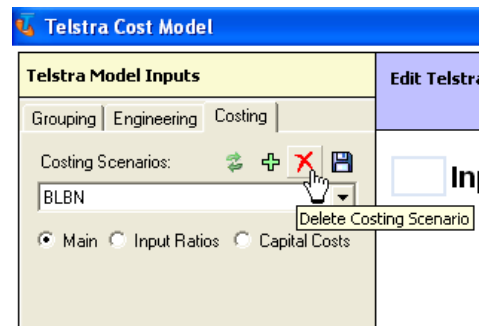 Telstra Cost Model
Telstra Model Inputs
Edit Telstra
Grouping Engineering Costing
Costing Scenarios:
BLBN
Delete Costing Scenario
Main Input Ratios Capital Costs